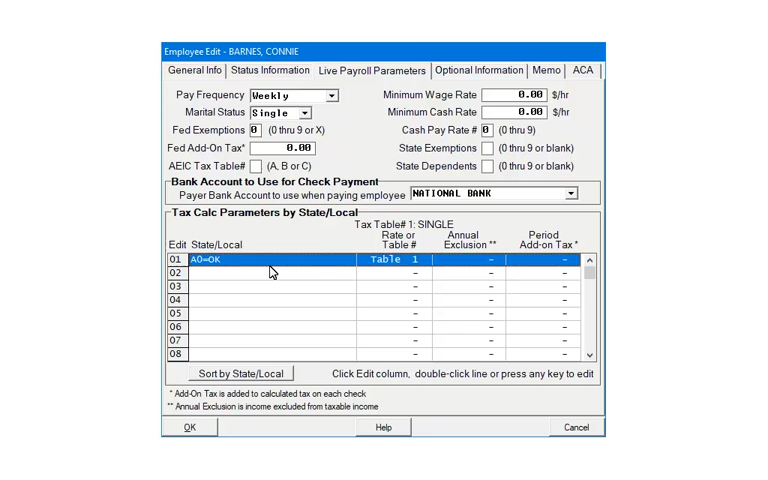 Employee Edit - BARNES, CONNIE
General Info Status Information Live Payroll Parameters Optional Information Memo ACA
Pay Frequency Weekly Minimum Wage Rate 0.00 $/hr
Marital Status Single Minimum Cash Rate 0.00 $/hr
Fed Exemptions 0 (0 thru 9 or X) Cash Pay Rate # 0 (0 thru 9)
Fed Add-On Tax* 0.00 State Exemptions (0 thru 9 or blank)
AEIC Tax Table# (A, B or C) State Dependents (0 thru 9 or blank)
Bank Account to Use for Check Payment
Payer Bank Account to use when paying employee NATIONAL BANK
Tax Calc Parameters by State/Local
Tax Table# 1: SINGLE
Rate or Annual Period
Edit State/Local Table # Exclusion ** Add-on Tax *
01 AO=OK Table 1 - -
02 - - -
03 - - -
04 - - -
05 - - -
06 - - -
07 - - -
08 - - -
Sort by State/Local Click Edit column, double-click line or press any key to edit
* Add-On Tax is added to calculated tax on each check
** Annual Exclusion is income excluded from taxable income
OK Help Cancel